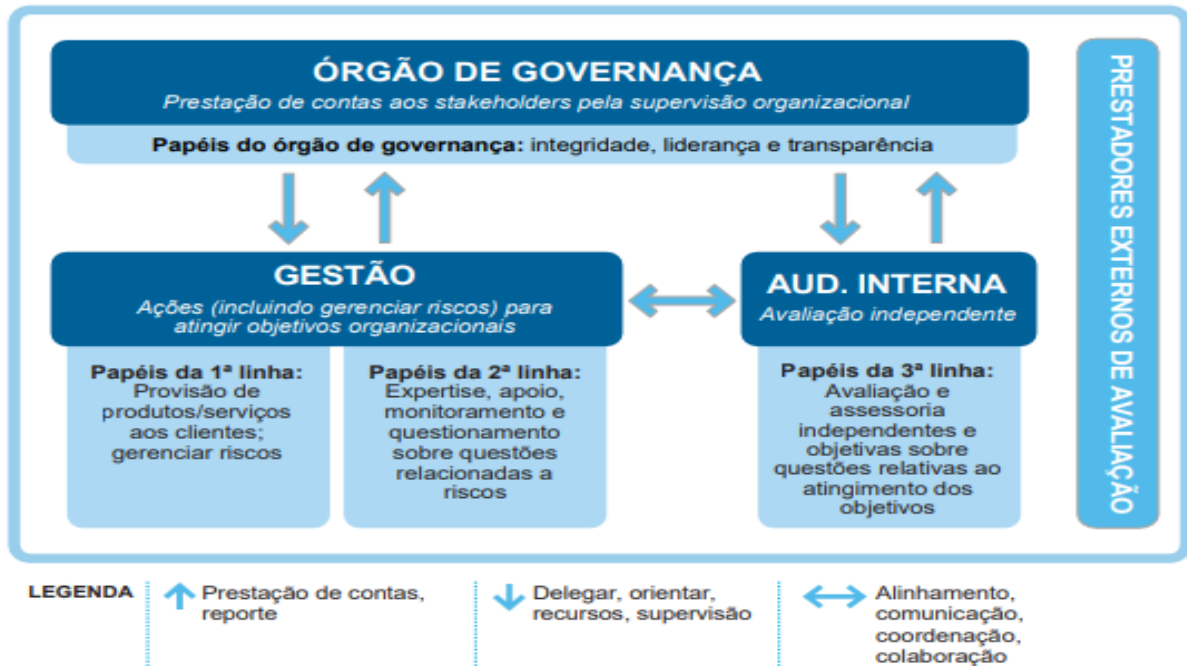 ÓRGÃO DE GOVERNANÇA
Prestação de contas aos stakeholders pela supervisão organizacional
Papéis do órgão de governança: integridade, liderança e transparência
GESTÃO
Ações (incluindo gerenciar riscos) para
atingir objetivos organizacionais
Papéis da 1ª linha:
Provisão de
produtos/serviços
aos clientes;
gerenciar riscos
Papéis da 2ª linha:
Expertise, apoio,
monitoramento e
questionamento
sobre questões
relacionadas a
riscos
AUD. INTERNA
Avaliação independente
Papéis da 3ª linha:
Avaliação e
assessoria
independentes e
objetivas sobre
questões relativas ao
atingimento dos
objetivos
PRESTADORES EXTERNOS DE AVALIAÇÃO
LEGENDA
Prestação de contas,
reporte
Delegar, orientar,
recursos, supervisão
Alinhamento,
comunicação,
coordenação,
colaboração